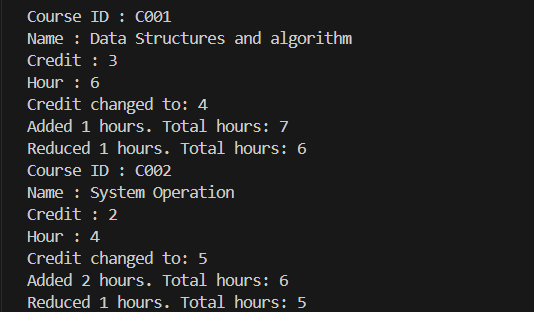 Course ID : C001
Name : Data Structures and algorithm
Credit : 3
Hour : 6
Credit changed to: 4
Added 1 hours. Total hours: 7
Reduced 1 hours. Total hours: 6
Course ID : C002
Name : System Operation
Credit : 2
Hour : 4
Credit changed to: 5
Added 2 hours. Total hours: 6
Reduced 1 hours. Total hours: 5